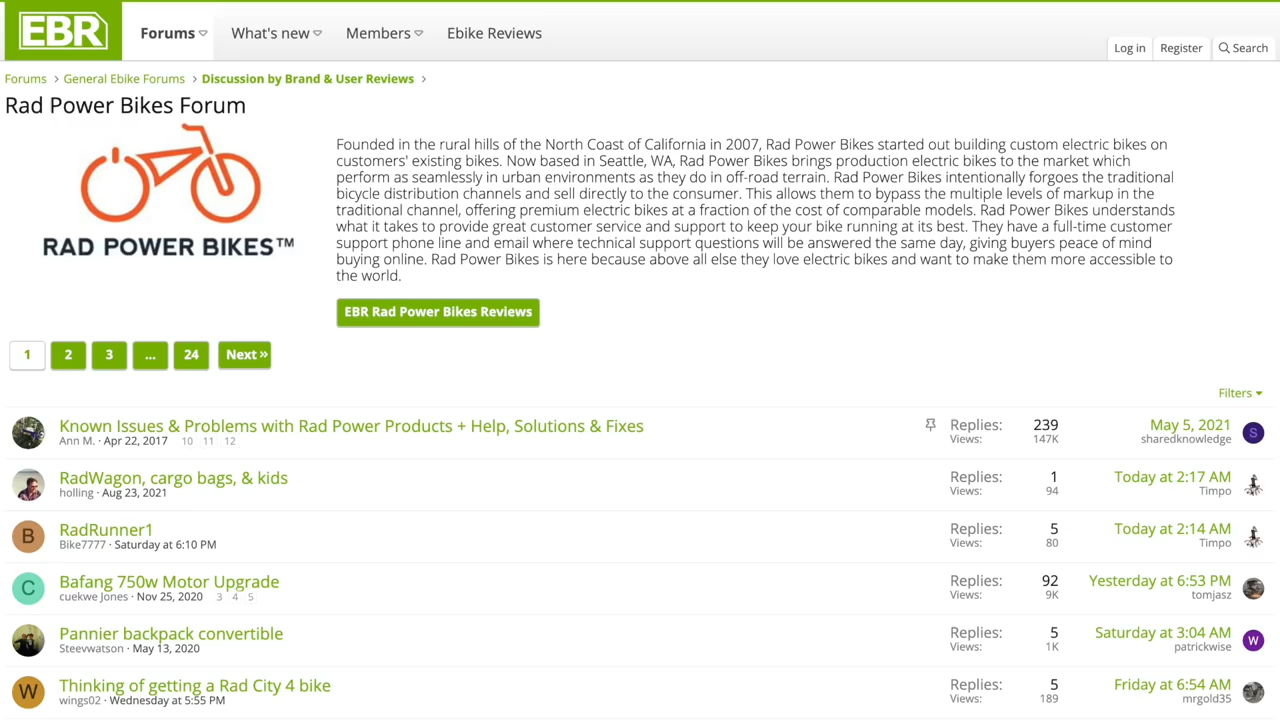 EBR
Forums
What's new
Members
Ebike Reviews
Log in
Register
Search
Forums
General Ebike Forums
Discussion by Brand & User Reviews
Rad Power Bikes Forum
RAD POWER BIKES™
Founded in the rural hills of the North Coast of California in 2007, Rad Power Bikes started out building custom electric bikes on
customers' existing bikes. Now based in Seattle, WA, Rad Power Bikes brings production electric bikes to the market which
perform as seamlessly in urban environments as they do in off-road terrain. Rad Power Bikes intentionally forgoes the traditional
bicycle distribution channels and sell directly to the consumer. This allows them to bypass the multiple levels of markup in the
traditional channel, offering premium electric bikes at a fraction of the cost of comparable models. Rad Power Bikes understands
what it takes to provide great customer service and support to keep your bike running at its best. They have a full-time customer
support phone line and email where technical support questions will be answered the same day, giving buyers peace of mind
buying online. Rad Power Bikes is here because above all else they love electric bikes and want to make them more accessible to
the world.
EBR Rad Power Bikes Reviews
1 2 3 ... 24 Next »
Filters
Known Issues & Problems with Rad Power Products + Help, Solutions & Fixes
Ann M. · Apr 22, 2017 10 11 12
Replies: 239
Views: 147K
May 5, 2021
sharedknowledge
S
RadWagon, cargo bags, & kids
holling · Aug 23, 2021
Replies: 1
Views: 94
Today at 2:17 AM
Timpo
B
RadRunner1
Bike7777 · Saturday at 6:10 PM
Replies: 5
Views: 80
Today at 2:14 AM
Timpo
C
Bafang 750w Motor Upgrade
cuekwe Jones · Nov 25, 2020 3 4 5
Replies: 92
Views: 9K
Yesterday at 6:53 PM
tomjasz
Pannier backpack convertible
Steevwatson · May 13, 2020
Replies: 5
Views: 1K
Saturday at 3:04 AM
patrickwise
W
W
Thinking of getting a Rad City 4 bike
wings02 · Wednesday at 5:55 PM
Replies: 5
Views: 189
Friday at 6:54 AM
mrgold35